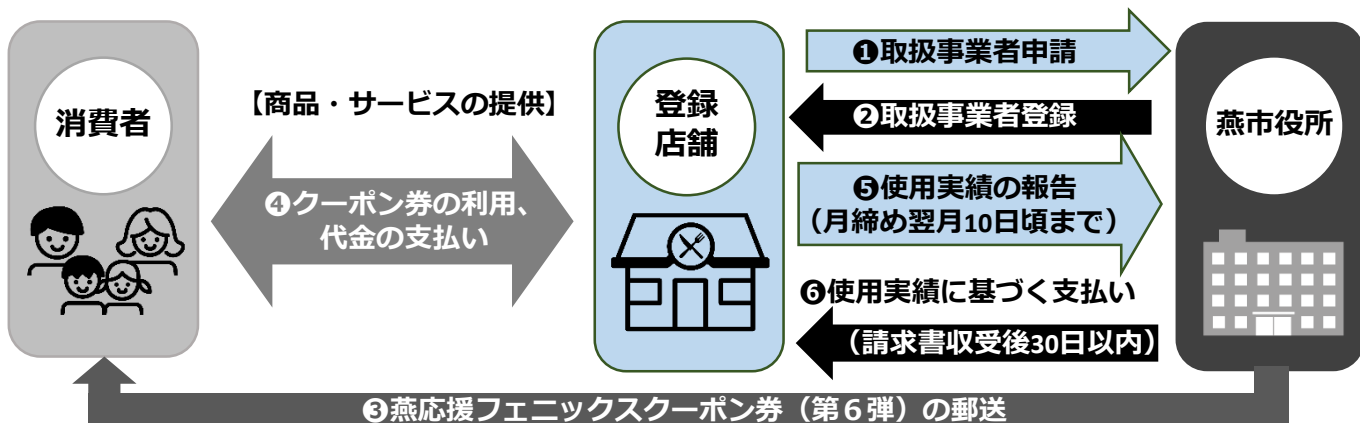 消費者
【商品・サービスの提供】
❹クーポン券の利用、
代金の支払い
登録
店舗
❶取扱事業者申請
❷取扱事業者登録
❺使用実績の報告
（月締め翌月10日頃まで）
❻使用実績に基づく支払い
（請求書収受後30日以内）
燕市役所
❸燕応援フェニックスクーポン券（第６弾）の郵送